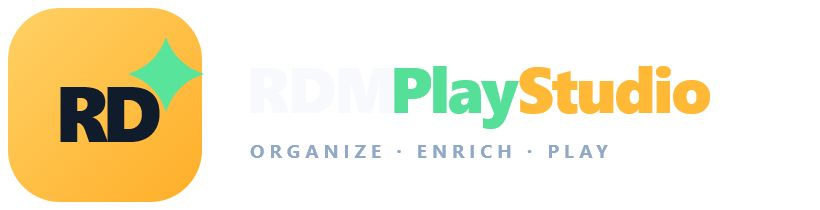 RD
RDMPlayStudio
ORGANIZE · ENRICH · PLAY